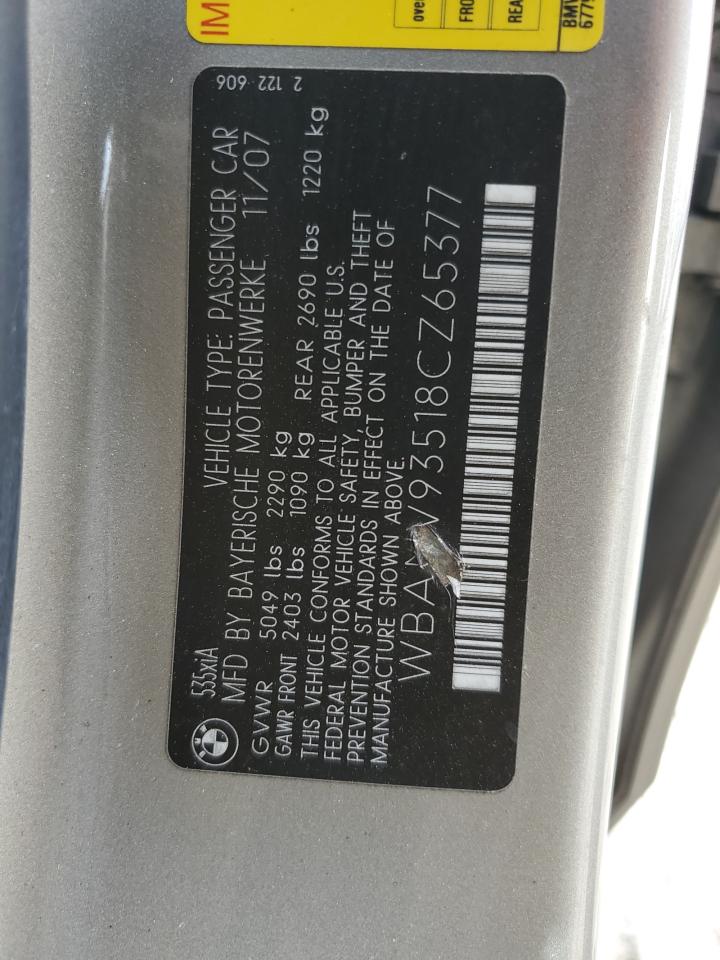 535xiA
VEHICLE TYPE: PASSENGER CAR
2 122 606
MFD BY BAYERISCHE MOTORENWERKE 11/07
GVWR 5049 lbs 2290 kg
GAWR FRONT 2403 lbs 1090 kg REAR 2690 lbs 1220 kg
THIS VEHICLE CONFORMS TO ALL APPLICABLE U.S.
FEDERAL MOTOR VEHICLE SAFETY, BUMPER AND THEFT
PREVENTION STANDARDS IN EFFECT ON THE DATE OF
MANUFACTURE SHOWN ABOVE.
BMW